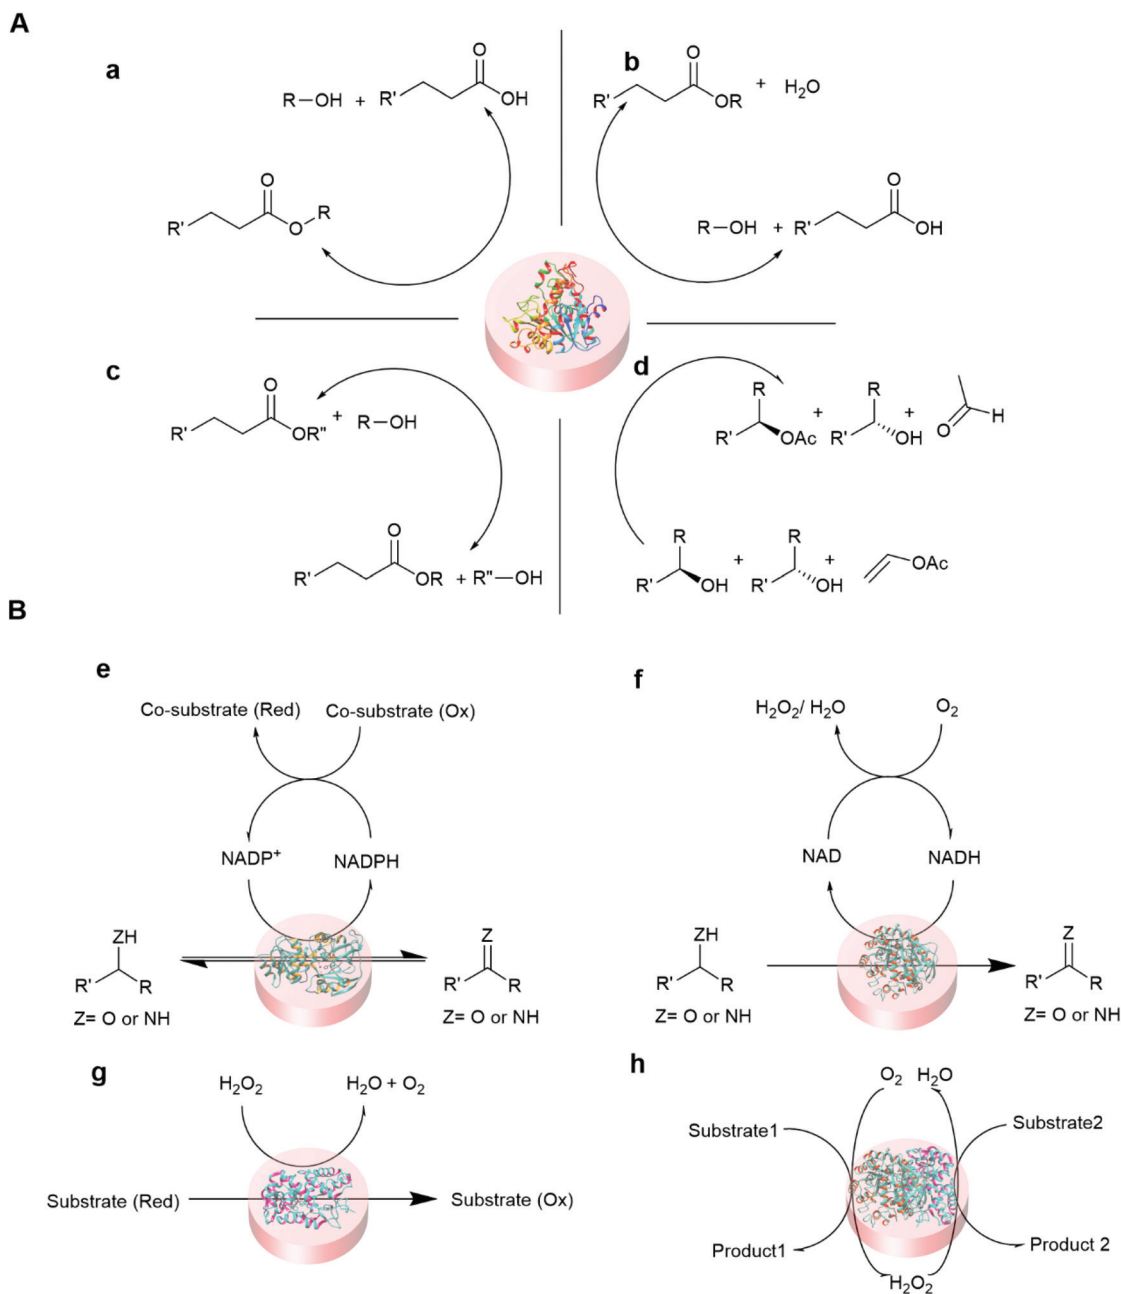 A
a
R–OH + R' O OH
b
R' O OR + H₂O
R' O O R
R–OH + R' O OH
c
R' O OR" + R–OH
R' O OR + R"–OH
d
R R' OAc + R R' OH + O H
R R' OH + R R' OH + OAc
B
e
Co-substrate (Red) Co-substrate (Ox)
NADP⁺ NADPH
ZH R' R
Z R' R
Z= O or NH Z= O or NH
f
H₂O₂/ H₂O O₂
NAD NADH
ZH R' R
Z R' R
Z= O or NH Z= O or NH
g
H₂O₂ H₂O + O₂
Substrate (Red) Substrate (Ox)
h
O₂ H₂O
Substrate1 Substrate2
Product1 Product 2
H₂O₂